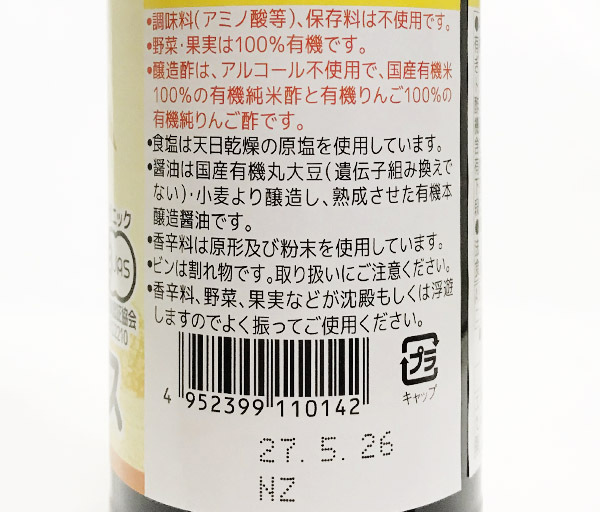 •調味料(アミノ酸等)、保存料は不使用です。
•野菜・果実は100%有機です。
•醸造酢は、アルコール不使用で、国産有機米
100%の有機純米酢と有機りんご100%の
有機純りんご酢です。
•食塩は天日乾燥の原塩を使用しています。
•醤油は国産有機丸大豆(遺伝子組み換えで
ない)・小麦より醸造し、熟成させた有機本
醸造醤油です。
•香辛料は原形及び粉末を使用しています。
•ビンは割れ物です。取り扱いにご注意ください。
•香辛料、野菜、果実などが沈殿もしくは浮遊
しますのでよく振ってご使用ください。
プラ
キャップ
4 952399 110142
27.5.26
NZ
ニック
JAS
協会
2210
ス